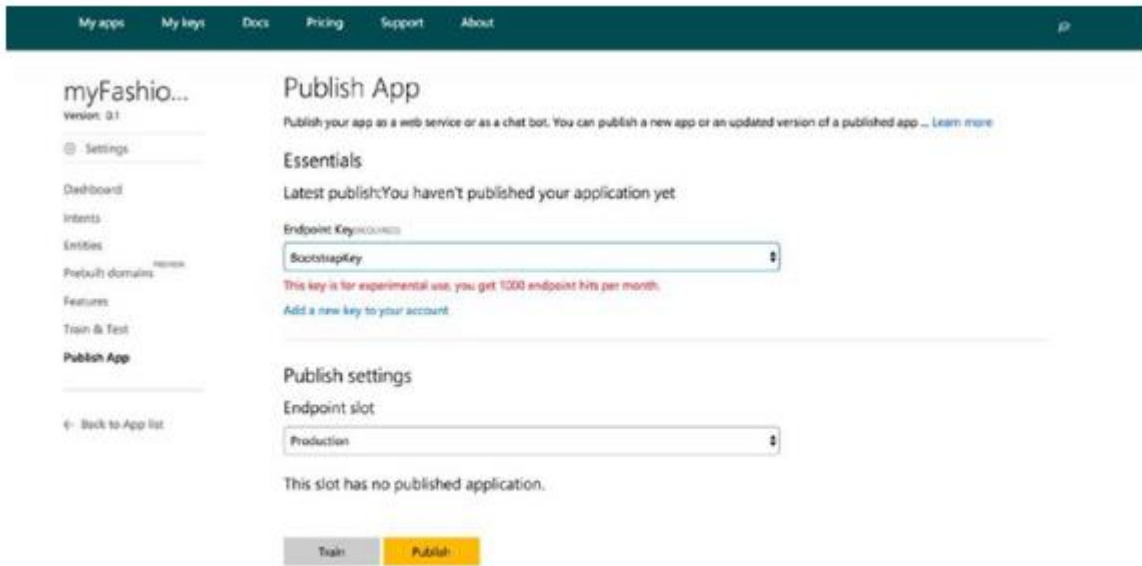 My apps My keys Docs Pricing Support About
myFashio...
Version: 0.1
Settings
Dashboard
Intents
Entities
Prebuilt domains PREVIEW
Features
Train & Test
Publish App
← Back to App list
Publish App
Publish your app as a web service or as a chat bot. You can publish a new app or an updated version of a published app ... Learn more
Essentials
Latest publish:You haven't published your application yet
Endpoint Key(REQUIRED)
BootstrapKey
This key is for experimental use, you get 1000 endpoint hits per month.
Add a new key to your account
Publish settings
Endpoint slot
Production
This slot has no published application.
Train Publish